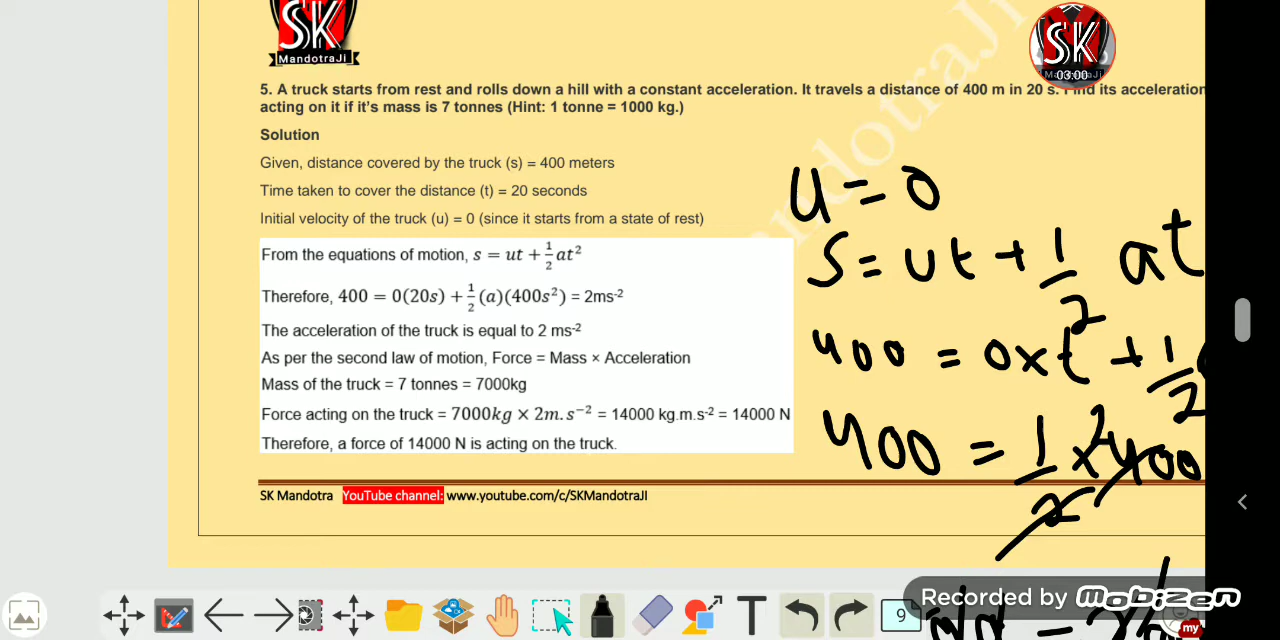 SK
MandotraJi
SK
MandotraJi
03:00
MandotraJi
5. A truck starts from rest and rolls down a hill with a constant acceleration. It travels a distance of 400 m in 20 s. Find its acceleration
acting on it if it's mass is 7 tonnes (Hint: 1 tonne = 1000 kg.)
Solution
Given, distance covered by the truck (s) = 400 meters
Time taken to cover the distance (t) = 20 seconds
Initial velocity of the truck (u) = 0 (since it starts from a state of rest)
From the equations of motion, s = ut + 1/2 at²
Therefore, 400 = 0(20s) + 1/2 (a)(400s²) = 2ms⁻²
The acceleration of the truck is equal to 2 ms⁻²
As per the second law of motion, Force = Mass × Acceleration
Mass of the truck = 7 tonnes = 7000kg
Force acting on the truck = 7000kg × 2m.s⁻² = 14000 kg.m.s⁻² = 14000 N
Therefore, a force of 14000 N is acting on the truck.
u = 0
S = ut + 1/2 at
400 = 0xt + 1/2
400 = 1/2 x 400
2
SK Mandotra YouTube channel: www.youtube.com/c/SKMandotraJI
T
9
Recorded by Mobizen
my